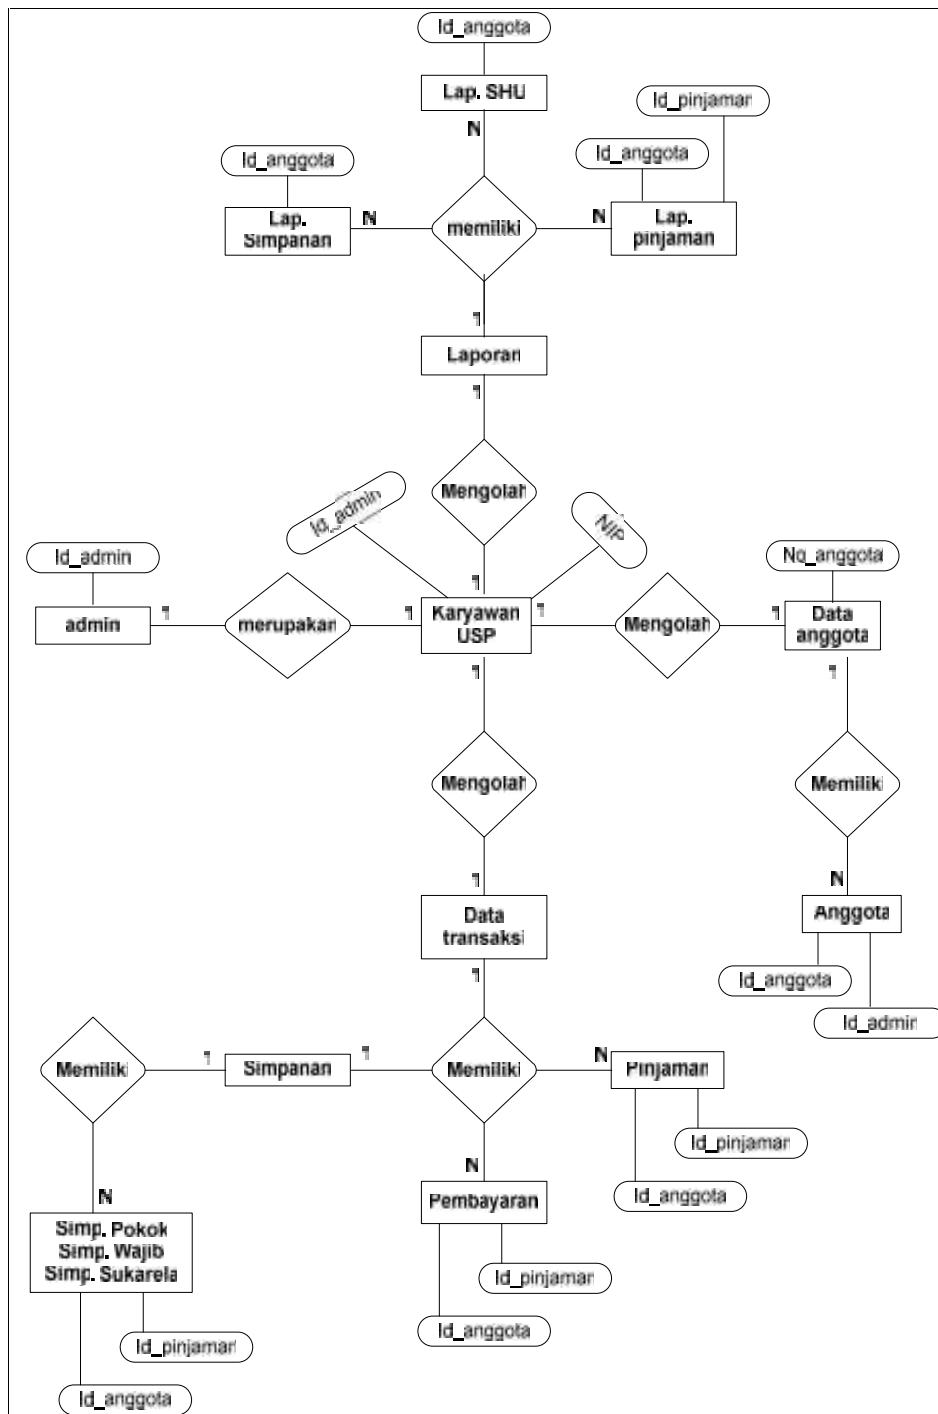 Id_anggota
Lap. SHU
N
Id_pinjaman
Id_anggota
Id_anggota
Lap.
Simpanan
N
memiliki
N
Lap.
pinjaman
1
Laporan
1
Mengolah
Id_admin
NIP
1
Id_admin
admin
1
merupakan
1
Karyawan
USP
1
Mengolah
1
No_anggota
Data
anggota
1
1
Mengolah
Memiliki
1
N
Data
transaksi
Anggota
1
Id_anggota
Id_admin
Memiliki
1
Simpanan
1
Memiliki
N
Pinjaman
Id_pinjaman
Id_anggota
N
N
Pembayaran
Simp. Pokok
Simp. Wajib
Simp. Sukarela
Id_pinjaman
Id_anggota
Id_pinjaman
Id_anggota